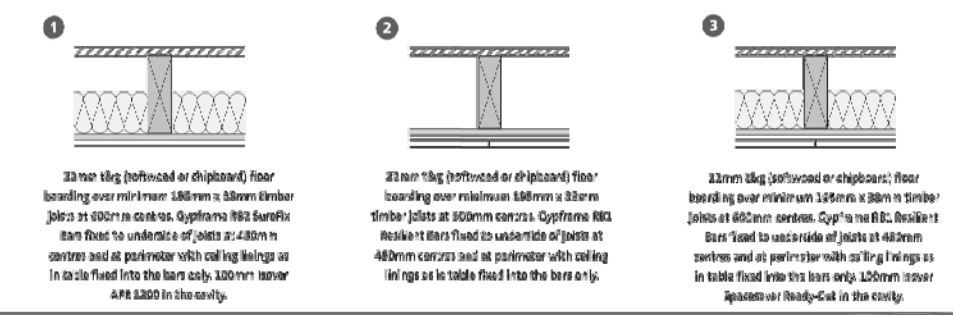 1
2
3
22mm t&g (softwood or chipboard) floor
boarding over minimum 195mm x 38mm timber
joists at 600mm centres. Gypframe RB2 SureFix
Bars fixed to underside of joists at 450mm
centres and at perimeter with ceiling linings as
in table fixed into the bars only. 100mm Isover
APR 1200 in the cavity.
22mm t&g (softwood or chipboard) floor
boarding over minimum 195mm x 38mm
timber joists at centres. Gypframe RB1
Resilient Bars fixed to underside of joists at
450mm centres and at perimeter with ceiling
linings as in table fixed into the bars only.
22mm t&g (softwood or chipboard) floor
boarding over minimum 195mm x 38mm timber
joists at 600mm centres. Gypframe RB1 Resilient
Bars fixed to underside of joists at 450mm
centres and at perimeter with ceiling linings as
in table fixed into the bars only. 100mm Isover
Spacesaver Ready-Cut in the cavity.